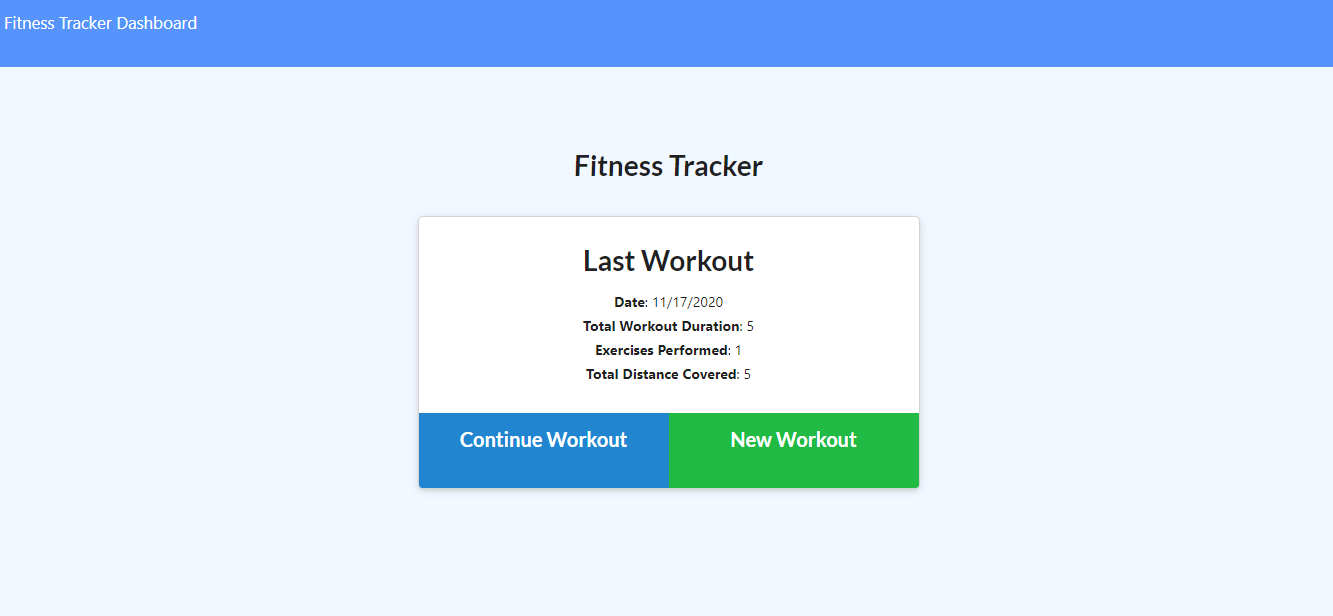 Fitness Tracker Dashboard
Fitness Tracker
Last Workout
Date: 11/17/2020
Total Workout Duration: 5
Exercises Performed: 1
Total Distance Covered: 5
Continue Workout New Workout